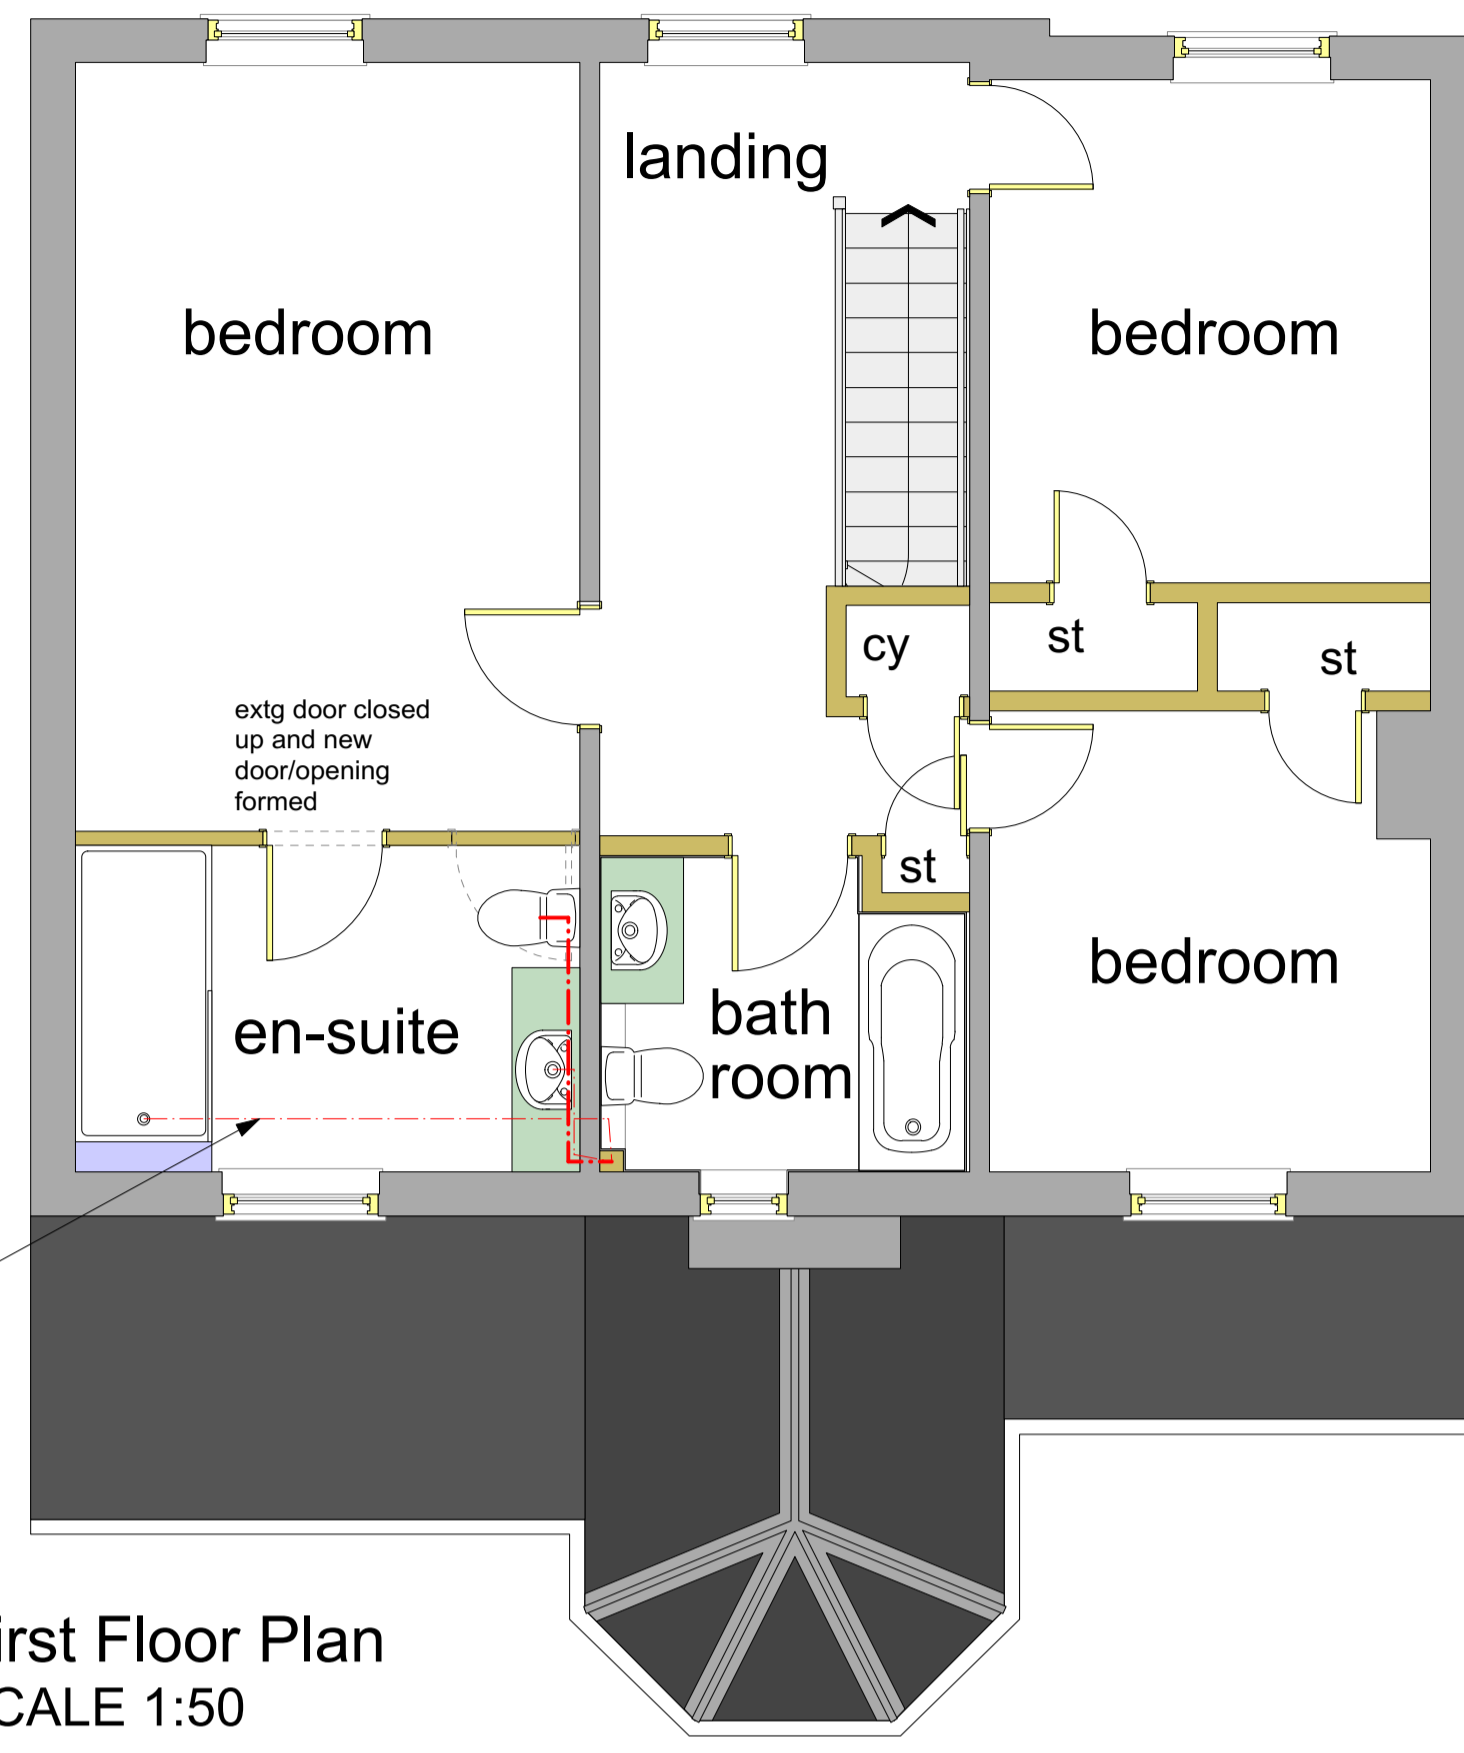 landing
bedroom
bedroom
cy
st
st
extg door closed
up and new
door/opening
formed
st
bedroom
en-suite
bath
room
irst Floor Plan
CALE 1:50